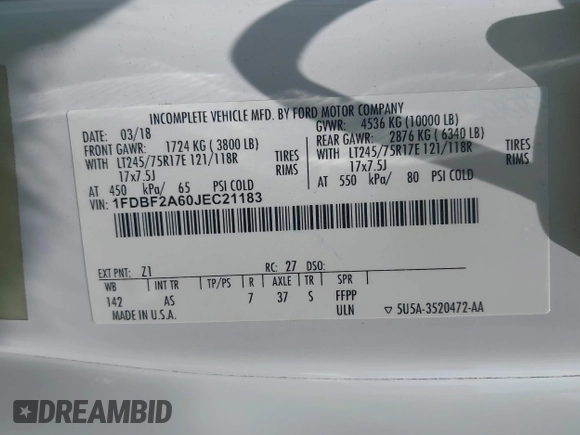 INCOMPLETE VEHICLE MFD. BY FORD MOTOR COMPANY
DATE: 03/18 GVWR: 4536 KG (10000 LB)
FRONT GAWR: 1724 KG (3800 LB) REAR GAWR: 2876 KG (6340 LB)
WITH LT245/75R17E 121/118R TIRES WITH LT245/75R17E 121/118R TIRES
17x7.5J RIMS 17x7.5J RIMS
AT 450 kPa/ 65 PSI COLD AT 550 kPa/ 80 PSI COLD
VIN: 1FDBF2A60JEC21183
EXT PNT: Z1 RC: 27 DSO:
WB INT TR TP/PS R AXLE TR SPR
142 AS 7 37 S FFPP
MADE IN U.S.A. ULN ▽ 5U5A-3520472-AA
DREAMBID